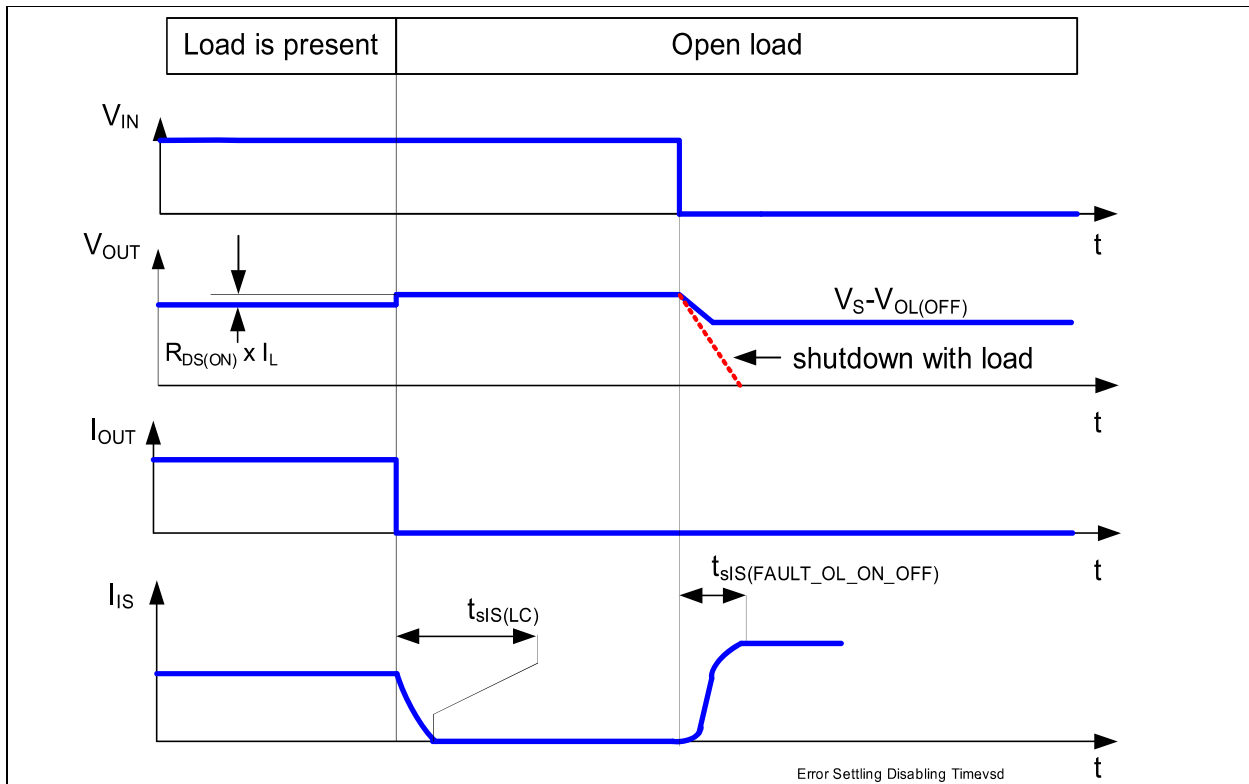 Load is present
Open load
VIN
t
VOUT
RDS(ON) x IL
VS-VOL(OFF)
shutdown with load
t
IOUT
t
tsIS(FAULT_OL_ON_OFF)
IIS
tsIS(LC)
t
Error Settling Disabling Timevsd